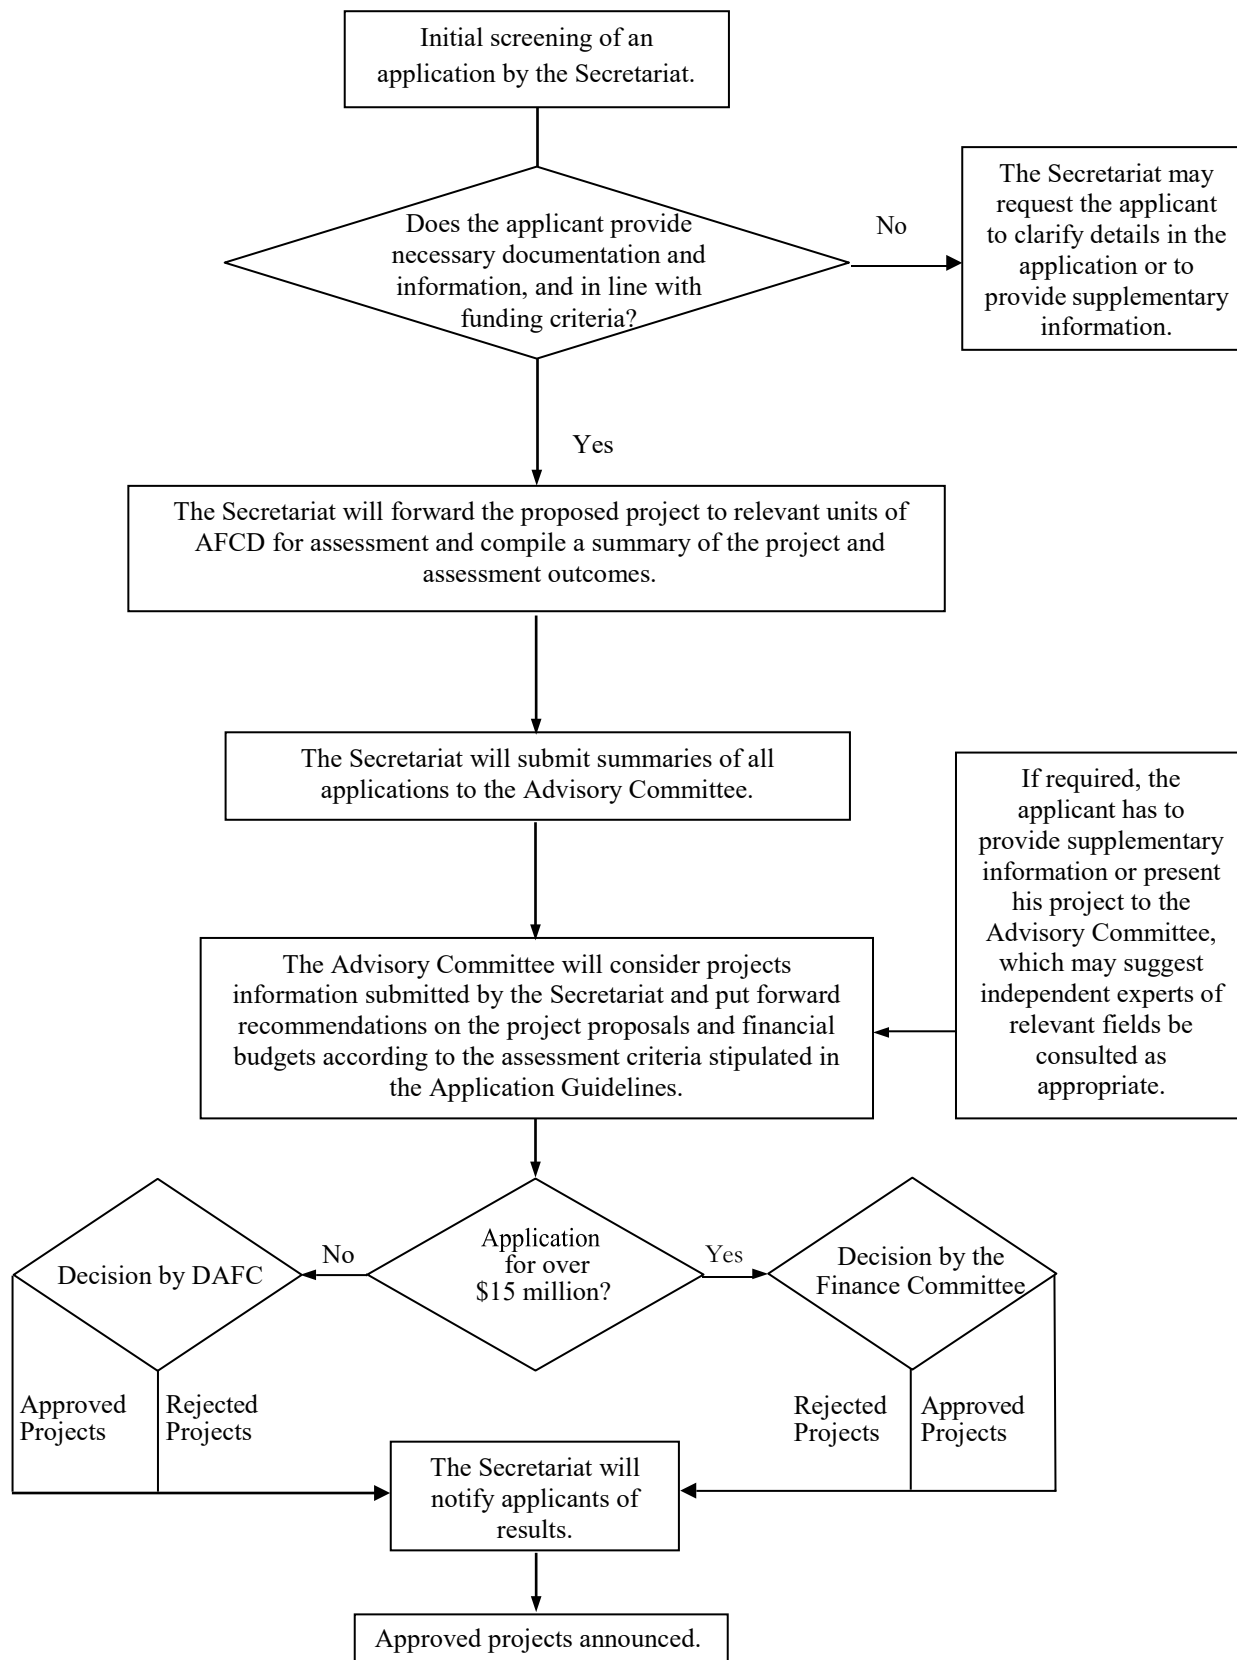 Initial screening of an
application by the Secretariat.
Does the applicant provide
necessary documentation and
information, and in line with
funding criteria?
No
The Secretariat may
request the applicant
to clarify details in the
application or to
provide supplementary
information.
Yes
The Secretariat will forward the proposed project to relevant units of
AFCD for assessment and compile a summary of the project and
assessment outcomes.
The Secretariat will submit summaries of all
applications to the Advisory Committee.
If required, the
applicant has to
provide supplementary
information or present
his project to the
Advisory Committee,
which may suggest
independent experts of
relevant fields be
consulted as
appropriate.
The Advisory Committee will consider projects
information submitted by the Secretariat and put forward
recommendations on the project proposals and financial
budgets according to the assessment criteria stipulated in
the Application Guidelines.
Application
for over
$15 million?
No
Yes
Decision by DAFC
Decision by the
Finance Committee
Approved
Projects
Rejected
Projects
Rejected
Projects
Approved
Projects
The Secretariat will
notify applicants of
results.
Approved projects announced.